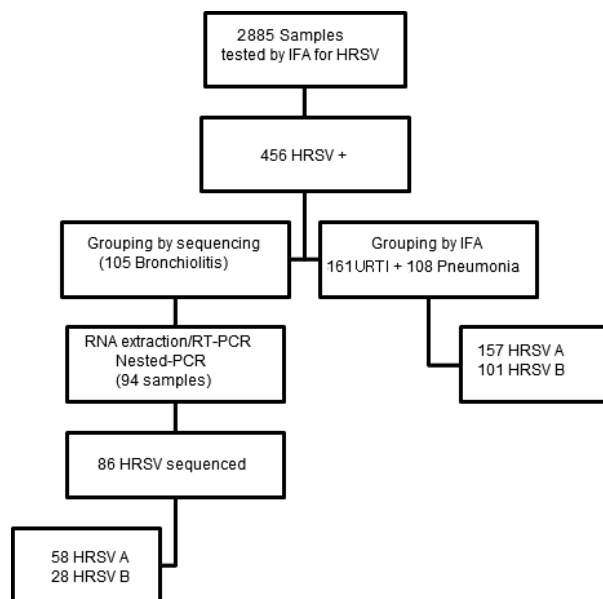 2885 Samples
tested by IFA for HRSV
456 HRSV +
Grouping by sequencing
(105 Bronchiolitis)
Grouping by IFA
161URTI + 108 Pneumonia
RNA extraction/RT-PCR
Nested-PCR
(94 samples)
157 HRSV A
101 HRSV B
86 HRSV sequenced
58 HRSV A
28 HRSV B